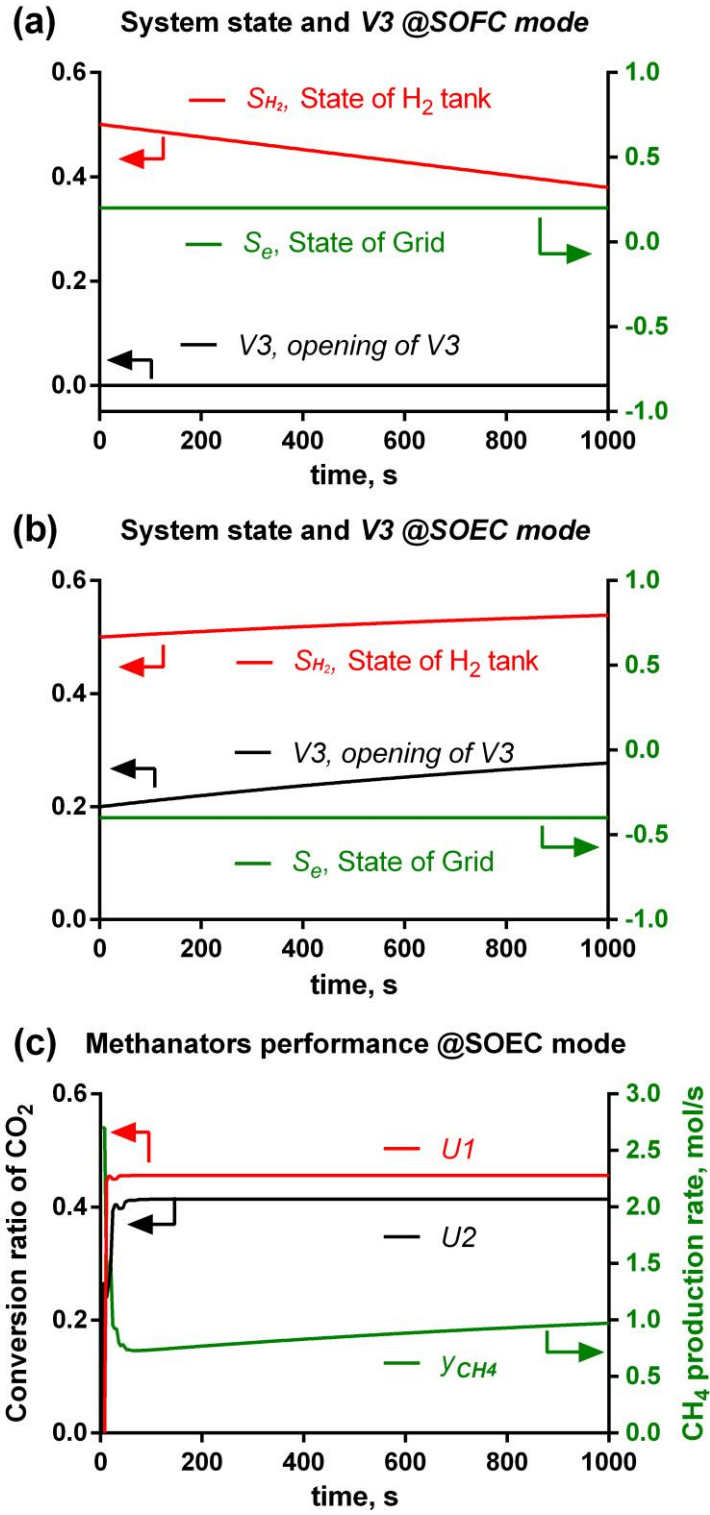 (a) System state and V3 @SOFC mode
0.6 1.0
S_H₂, State of H₂ tank
0.4 0.5
S_e, State of Grid 0.0
0.2
V3, opening of V3 -0.5
0.0 -1.0
0 200 400 600 800 1000
time, s
(b) System state and V3 @SOEC mode
0.6 1.0
S_H₂, State of H₂ tank 0.5
0.4
V3, opening of V3 0.0
0.2 -0.5
S_e, State of Grid
0.0 -1.0
0 200 400 600 800 1000
time, s
(c) Methanators performance @SOEC mode
Conversion ratio of CO₂
0.6 3.0
U1 2.5
0.4 2.0
U2 1.5
0.2 1.0
y_CH4 0.5
0.0 0.0
CH₄ production rate, mol/s
0 200 400 600 800 1000
time, s